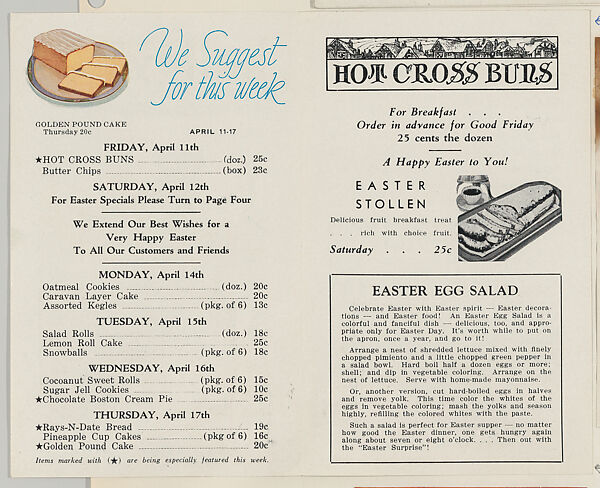 We Suggest
for this week
GOLDEN POUND CAKE
Thursday 20c
APRIL 11-17
FRIDAY, April 11th
★HOT CROSS BUNS ........ (doz.) 25c
Butter Chips ........ (box) 23c
SATURDAY, April 12th
For Easter Specials Please Turn to Page Four
We Extend Our Best Wishes for a
Very Happy Easter
To All Our Customers and Friends
MONDAY, April 14th
Oatmeal Cookies ........ (doz.) 20c
Caravan Layer Cake ........ 20c
Assorted Kegles ........ (pkg. of 6) 13c
TUESDAY, April 15th
Salad Rolls ........ (doz.) 18c
Lemon Roll Cake ........ 25c
Snowballs ........ (pkg. of 6) 18c
WEDNESDAY, April 16th
Cocoanut Sweet Rolls ........ (pkg. of 6) 15c
Sugar Jell Cookies ........ (pkg. of 6) 10c
★Chocolate Boston Cream Pie ........ 25c
THURSDAY, April 17th
★Rays-N-Date Bread ........ 19c
Pineapple Cup Cakes ........ (pkg. of 6) 16c
★Golden Pound Cake ........ 20c
Items marked with (★) are being especially featured this week.
HOT CROSS BUNS
For Breakfast . . .
Order in advance for Good Friday
25 cents the dozen
A Happy Easter to You!
EASTER
STOLLEN
Delicious fruit breakfast treat
. . . rich with choice fruit.
Saturday . . . 25c
EASTER EGG SALAD
Celebrate Easter with Easter spirit — Easter decora-
tions — and Easter food! An Easter Egg Salad is a
colorful and fanciful dish — delicious, too, and appro-
priate only for Easter Day. It's worth while to put on
the apron, once a year, and go to it!
Arrange a nest of shredded lettuce mixed with finely
chopped pimiento and a little chopped green pepper in
a salad bowl. Hard boil half a dozen eggs or more;
shell; and dip in vegetable coloring. Arrange on the
nest of lettuce. Serve with home-made mayonnaise.
Or, another version, cut hard-boiled eggs in halves
and remove yolk. This time color the whites of the
eggs in vegetable coloring; mash the yolks and season
highly, refilling the colored whites with the paste.
Such a salad is perfect for Easter supper — no matter
how good the Easter dinner, one gets hungry again
along about seven or eight o'clock. . . Then out with
the "Easter Surprise"!